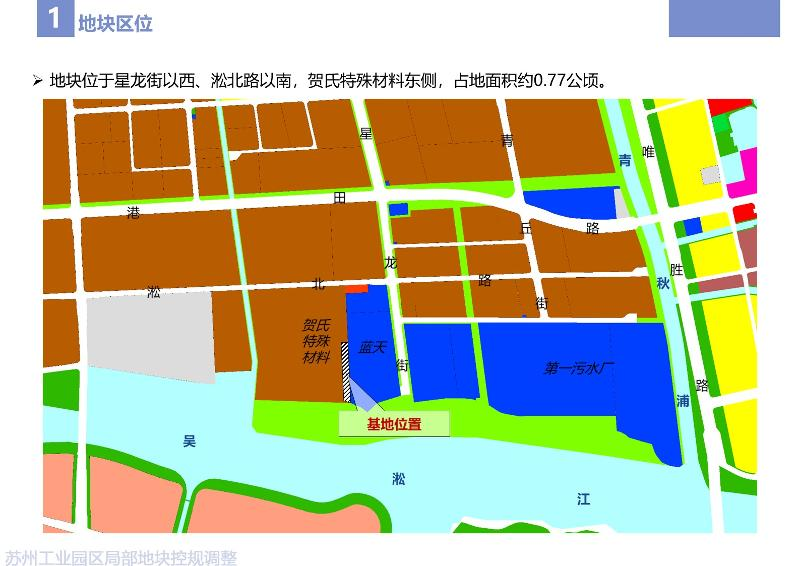 1 地块区位
➢ 地块位于星龙街以西、淞北路以南，贺氏特殊材料东侧，占地面积约0.77公顷。
星
青
青
唯
港
田
丘
路
龙
胜
淞
北
路
秋
街
贺氏
特殊
材料
蓝天
街
第一污水厂
路
浦
基地位置
吴
淞
江
苏州工业园区局部地块控规调整